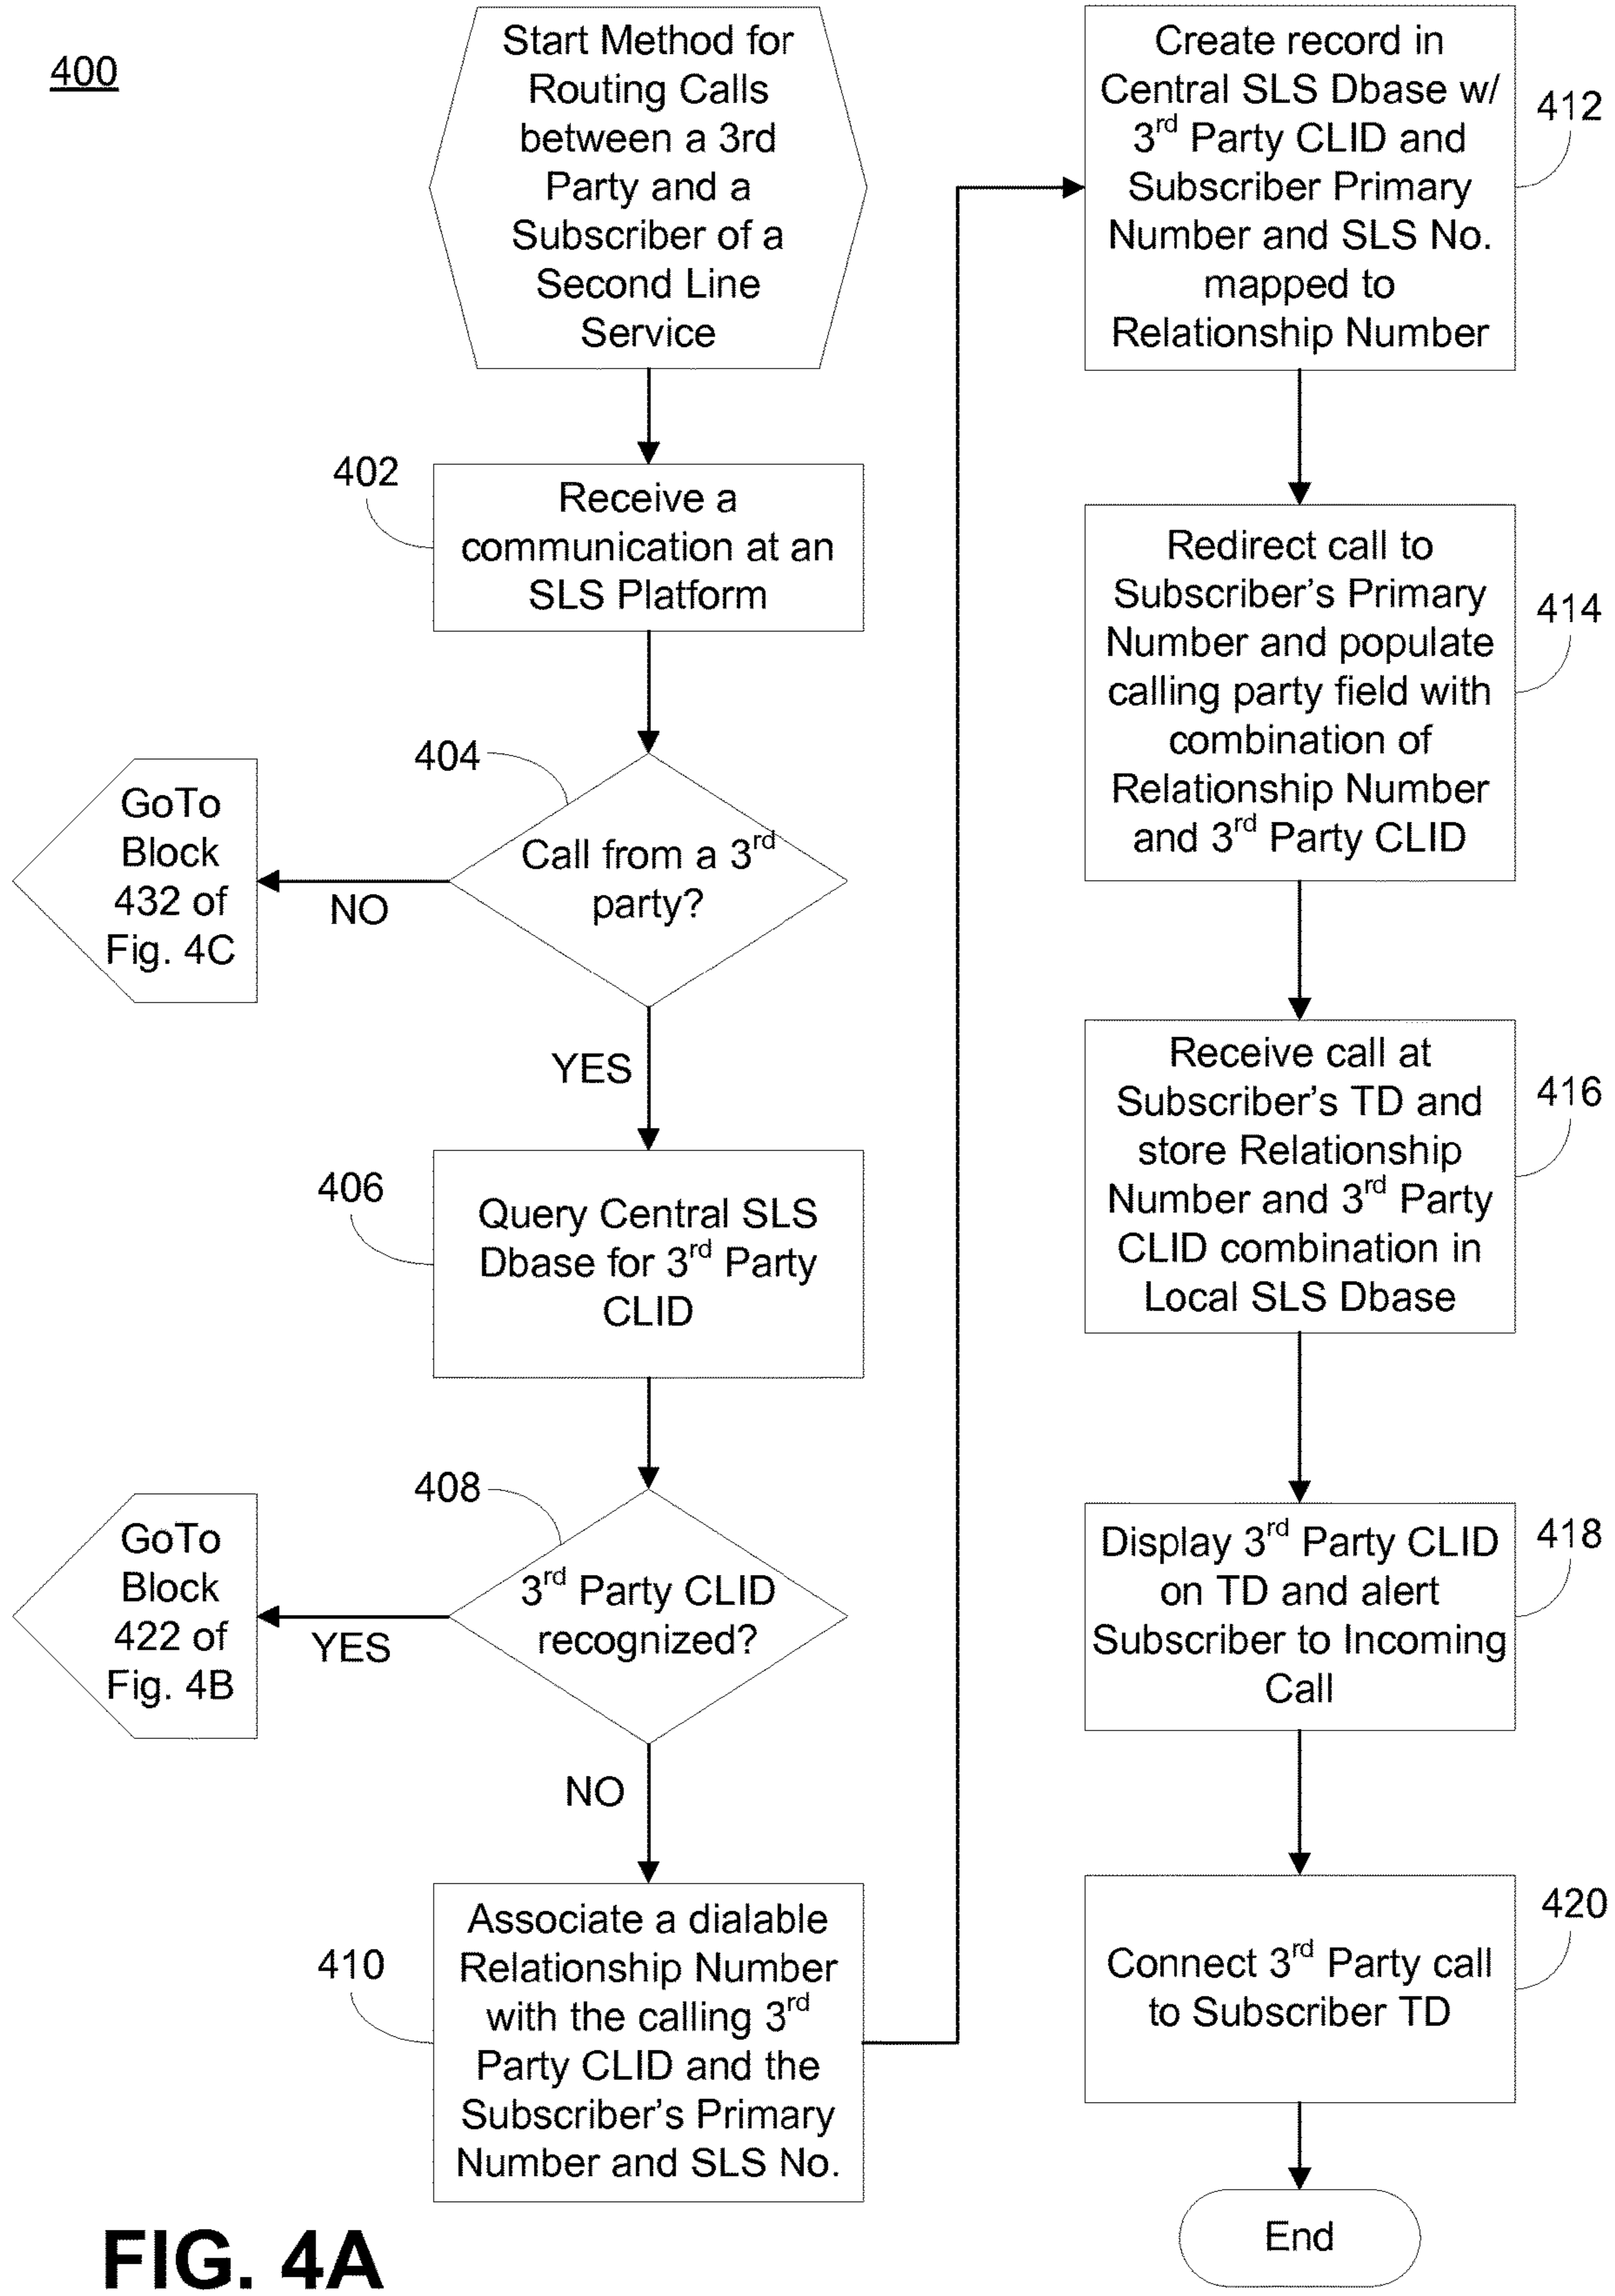 400
Start Method for
Routing Calls
between a 3rd
Party and a
Subscriber of a
Second Line
Service
402
Receive a
communication at an
SLS Platform
404
Call from a 3rd
party?
NO
GoTo
Block
432 of
Fig. 4C
YES
406
Query Central SLS
Dbase for 3rd Party
CLID
408
3rd Party CLID
recognized?
YES
GoTo
Block
422 of
Fig. 4B
NO
410
Associate a dialable
Relationship Number
with the calling 3rd
Party CLID and the
Subscriber’s Primary
Number and SLS No.
Create record in
Central SLS Dbase w/
3rd Party CLID and
Subscriber Primary
Number and SLS No.
mapped to
Relationship Number
412
Redirect call to
Subscriber’s Primary
Number and populate
calling party field with
combination of
Relationship Number
and 3rd Party CLID
414
Receive call at
Subscriber’s TD and
store Relationship
Number and 3rd Party
CLID combination in
Local SLS Dbase
416
Display 3rd Party CLID
on TD and alert
Subscriber to Incoming
Call
418
Connect 3rd Party call
to Subscriber TD
420
End
FIG. 4A